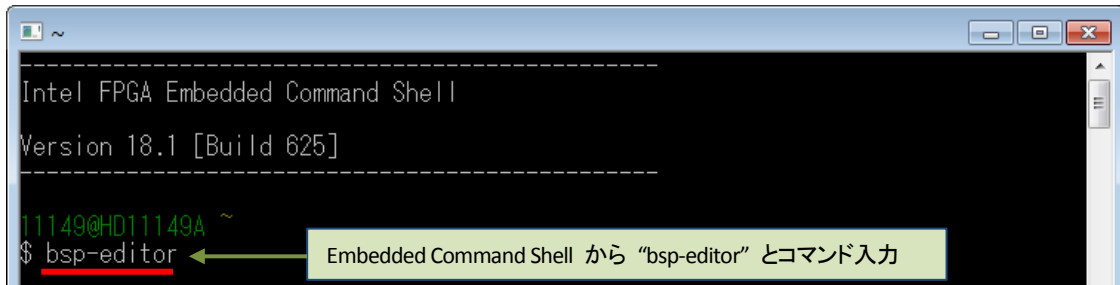 ~
-----------------------------------------------
Intel FPGA Embedded Command Shell
Version 18.1 [Build 625]
-----------------------------------------------
11149@HD11149A ~
$ bsp-editor
Embedded Command Shell から “bsp-editor” とコマンド入力